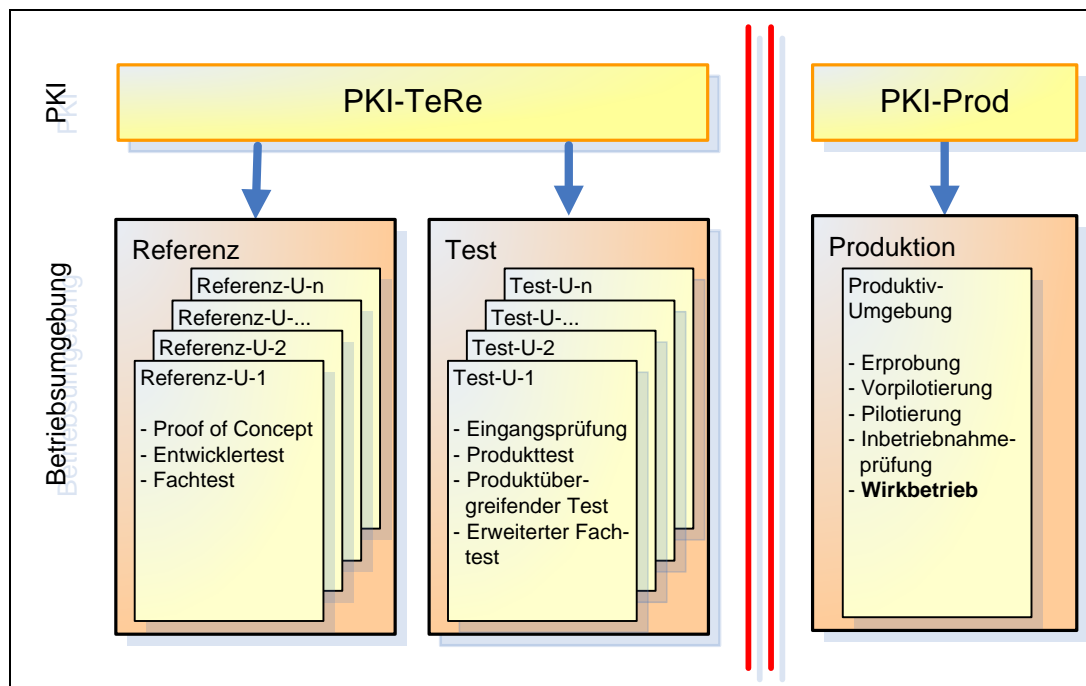 PKI
PKI-TeRe
PKI-Prod
Betriebsumgebung
Referenz
Referenz-U-n
Referenz-U-...
Referenz-U-2
Referenz-U-1
- Proof of Concept
- Entwicklertest
- Fachtest
Test
Test-U-n
Test-U-...
Test-U-2
Test-U-1
- Eingangsprüfung
- Produkttest
- Produktüber-
greifender Test
- Erweiterter Fach-
test
Produktion
Produktiv-
Umgebung
- Erprobung
- Vorpilotierung
- Pilotierung
- Inbetriebnahme-
prüfung
- Wirkbetrieb